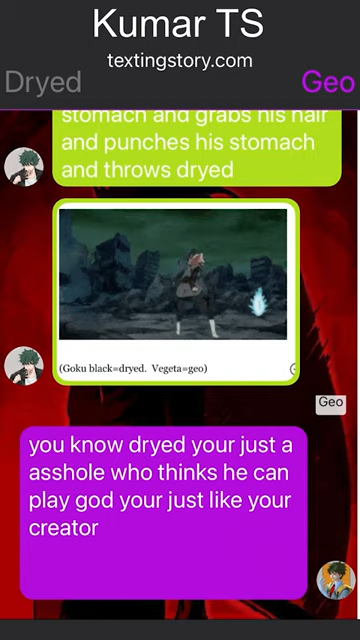 Kumar TS
textingstory.com
Dryed Geo
stomach and grabs his hair
and punches his stomach
and throws dryed
(Goku black=dryed. Vegeta=geo)
Geo
you know dryed your just a
asshole who thinks he can
play god your just like your
creator